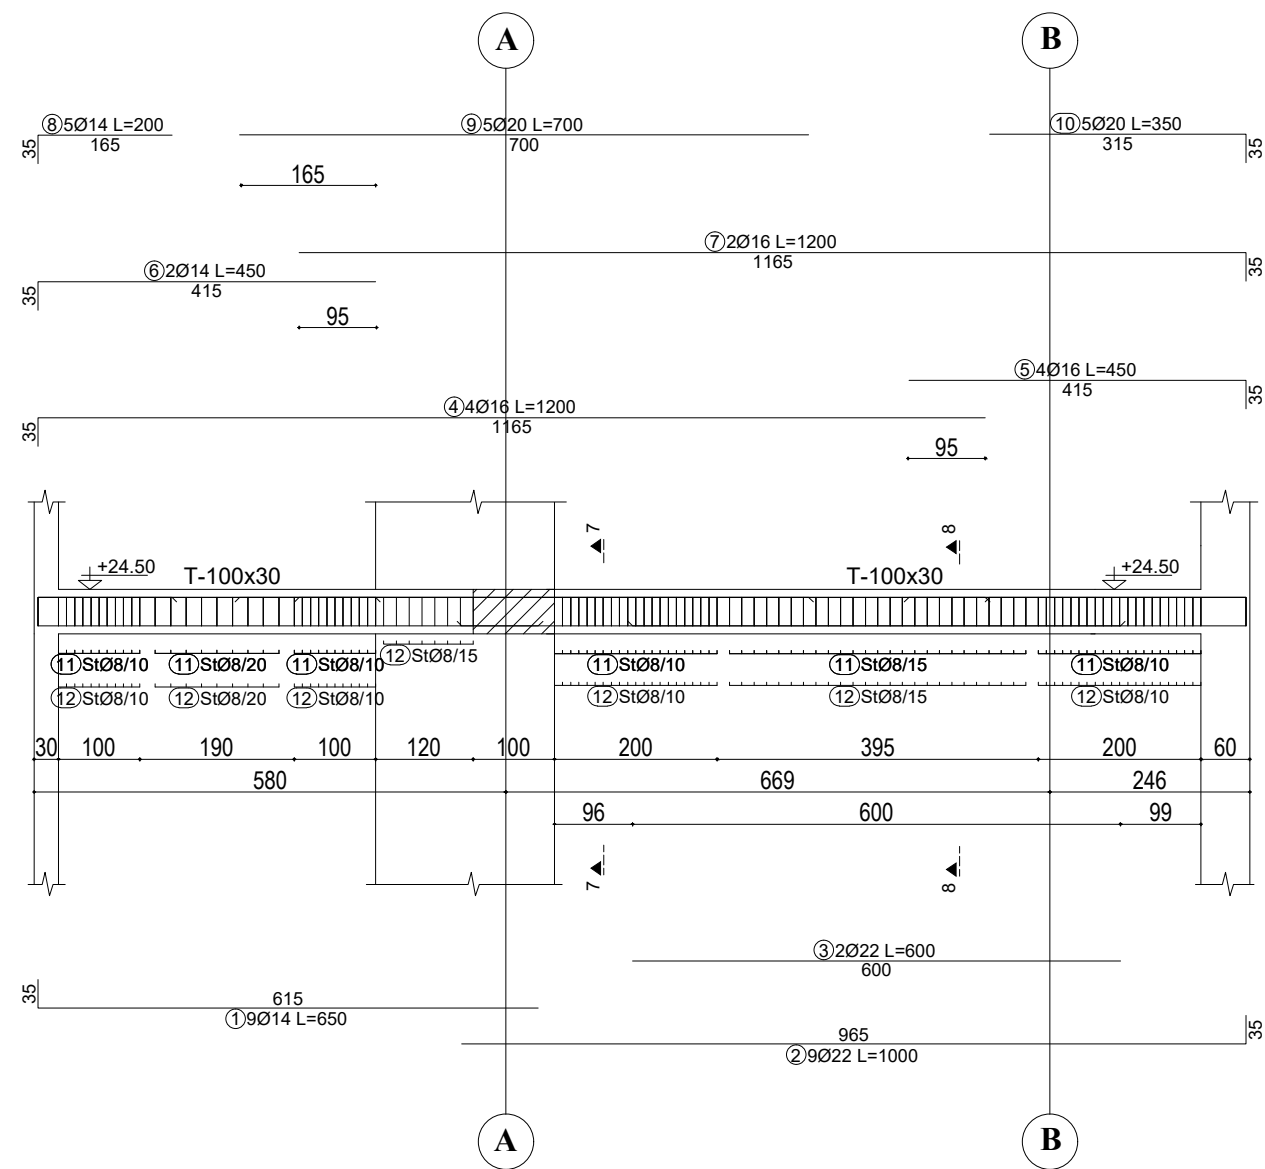 A
B
⑧5Ø14 L=200
165
35
⑨5Ø20 L=700
700
⑩5Ø20 L=350
315
35
165
⑦2Ø16 L=1200
1165
35
⑥2Ø14 L=450
415
35
95
⑤4Ø16 L=450
415
35
④4Ø16 L=1200
1165
35
95
7
8
+24.50
T-100x30
T-100x30
+24.50
⑪StØ8/10
⑪StØ8/20
⑪StØ8/10
⑫StØ8/15
⑪StØ8/10
⑪StØ8/15
⑪StØ8/10
⑫StØ8/10
⑫StØ8/20
⑫StØ8/10
⑫StØ8/10
⑫StØ8/15
⑫StØ8/10
30
100
190
100
120
100
200
395
200
60
580
669
246
96
600
99
7
8
③2Ø22 L=600
600
35
615
①9Ø14 L=650
965
②9Ø22 L=1000
35
A
B